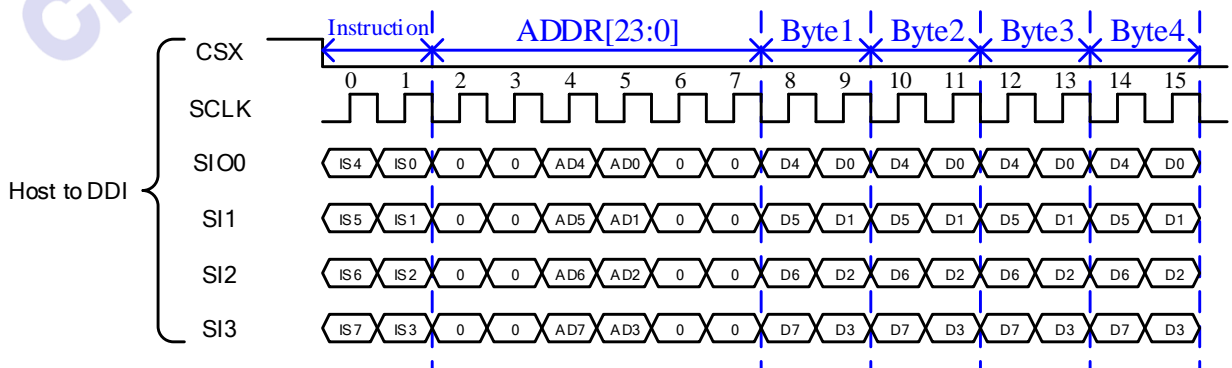 Instruction ADDR[23:0] Byte1 Byte2 Byte3 Byte4
CSX
0 1 2 3 4 5 6 7 8 9 10 11 12 13 14 15
SCLK
SIO0 IS4 IS0 0 0 AD4 AD0 0 0 D4 D0 D4 D0 D4 D0 D4 D0
Host to DDI
SI1 IS5 IS1 0 0 AD5 AD1 0 0 D5 D1 D5 D1 D5 D1 D5 D1
SI2 IS6 IS2 0 0 AD6 AD2 0 0 D6 D2 D6 D2 D6 D2 D6 D2
SI3 IS7 IS3 0 0 AD7 AD3 0 0 D7 D3 D7 D3 D7 D3 D7 D3